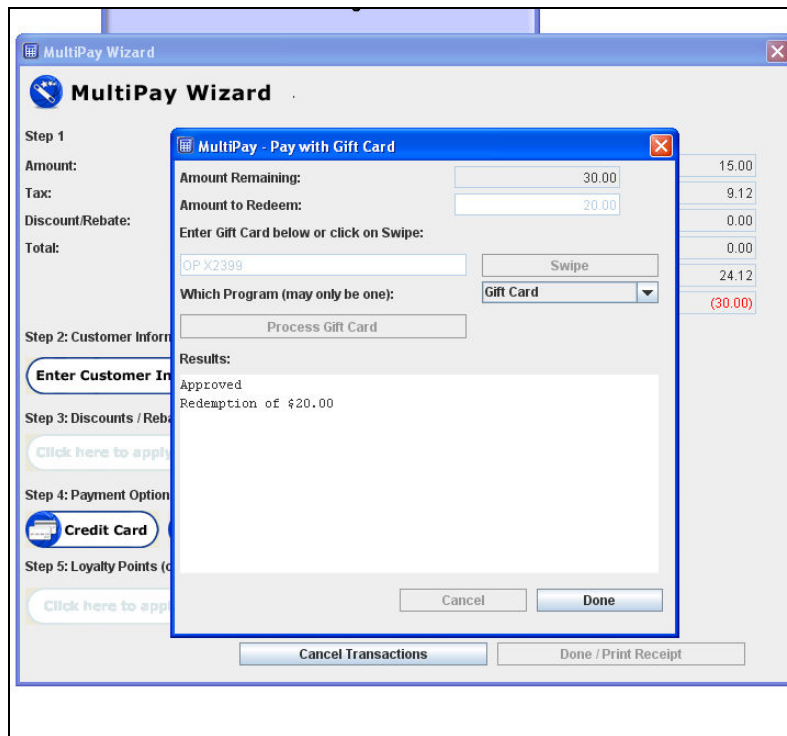 MultiPay Wizard
MultiPay Wizard
Step 1
Amount:
15.00
Tax:
9.12
Discount/Rebate:
0.00
Total:
0.00
24.12
(30.00)
Step 2: Customer Inform
Enter Customer In
Step 3: Discounts / Reba
Click here to apply
Step 4: Payment Option
Credit Card
Step 5: Loyalty Points (o
Click here to appl
Cancel Transactions
Done / Print Receipt
MultiPay - Pay with Gift Card
Amount Remaining:
30.00
Amount to Redeem:
20.00
Enter Gift Card below or click on Swipe:
OP X2399
Swipe
Which Program (may only be one):
Gift Card
Process Gift Card
Results:
Approved
Redemption of $20.00
Cancel
Done